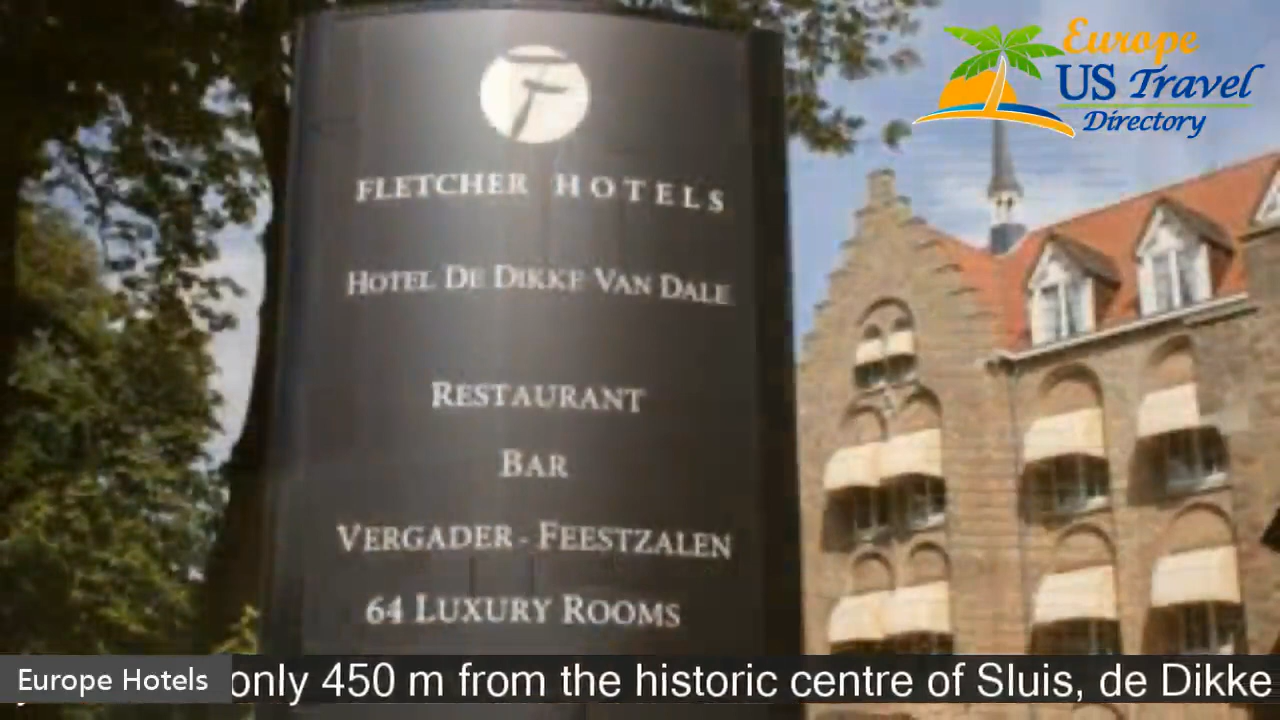 Europe
US Travel
Directory
FLETCHER HOTELS
HOTEL DE DIKKE VAN DALE
RESTAURANT
BAR
VERGADER - FEESTZALEN
64 LUXURY ROOMS
Europe Hotels
only 450 m from the historic centre of Sluis, de Dikke